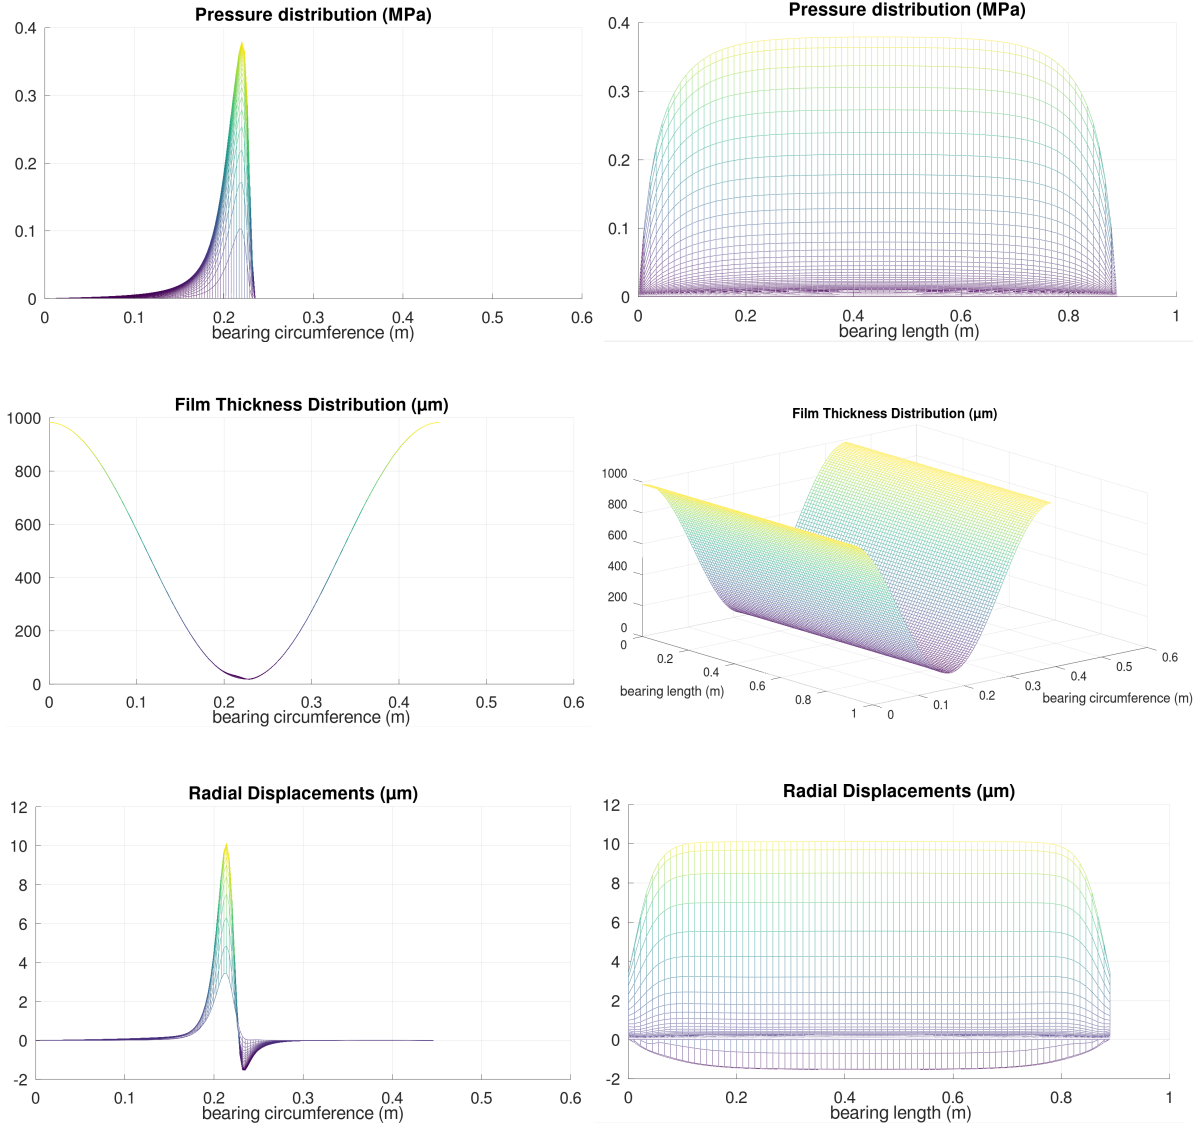 Pressure distribution (MPa)
0.4
0.3
0.2
0.1
0
0 0.1 0.2 0.3 0.4 0.5 0.6
bearing circumference (m)
Pressure distribution (MPa)
0.4
0.3
0.2
0.1
0
0 0.2 0.4 0.6 0.8 1
bearing length (m)
Film Thickness Distribution (µm)
1000
800
600
400
200
0
0 0.1 0.2 0.3 0.4 0.5 0.6
bearing circumference (m)
Film Thickness Distribution (µm)
1000
800
600
400
200
0
0 0.2 0.4 0.6 0.8 1
bearing length (m)
0 0.1 0.2 0.3 0.4 0.5 0.6
bearing circumference (m)
Radial Displacements (µm)
12
10
8
6
4
2
0
-2
0 0.1 0.2 0.3 0.4 0.5 0.6
bearing circumference (m)
Radial Displacements (µm)
12
10
8
6
4
2
0
-2
0 0.2 0.4 0.6 0.8 1
bearing length (m)